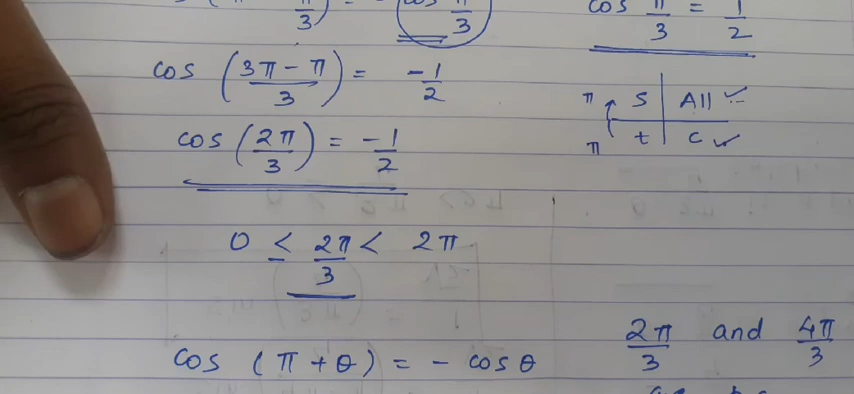 cos π/3 = 1/2
cos (3π - π / 3) = -1/2
S All
π
t c
π
cos (2π/3) = -1/2
0 ≤ 2π/3 < 2π
2π/3 and 4π/3
cos (π + θ) = - cosθ